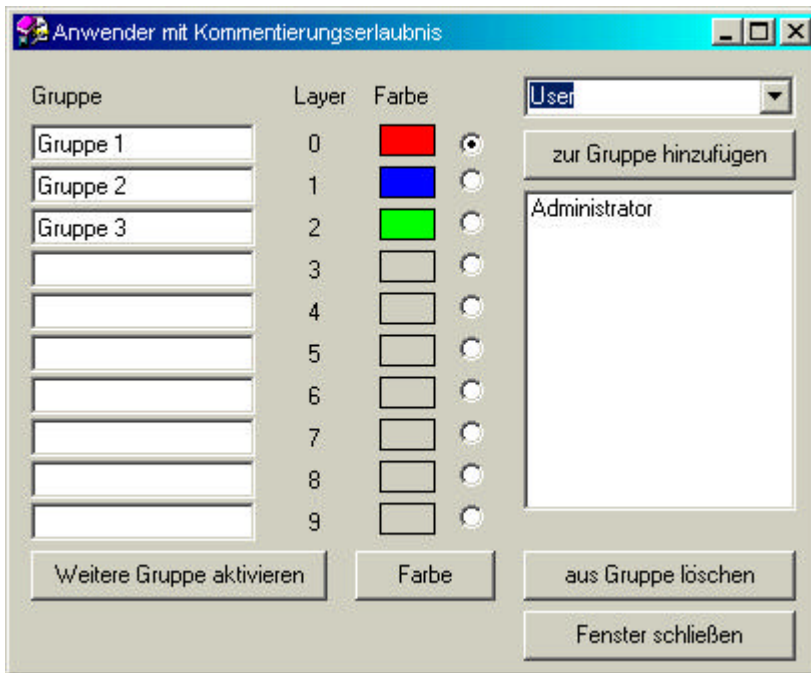 Anwender mit Kommentierungserlaubnis
Gruppe Layer Farbe
User
Gruppe 1 0
zur Gruppe hinzufügen
Gruppe 2 1
Administrator
Gruppe 3 2
3
4
5
6
7
8
9
Weitere Gruppe aktivieren Farbe aus Gruppe löschen
Fenster schließen